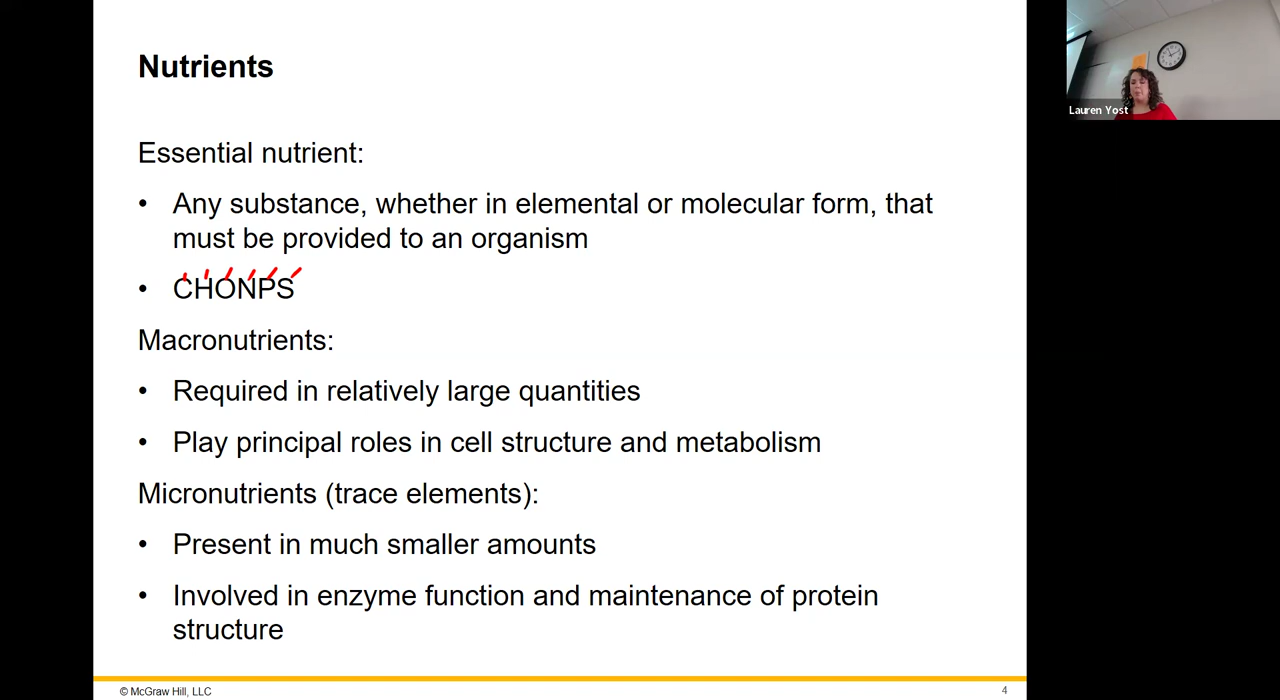 Nutrients
Essential nutrient:
• Any substance, whether in elemental or molecular form, that
must be provided to an organism
• CHONPS
Macronutrients:
• Required in relatively large quantities
• Play principal roles in cell structure and metabolism
Micronutrients (trace elements):
• Present in much smaller amounts
• Involved in enzyme function and maintenance of protein
structure
© McGraw Hill, LLC
4
Lauren Yost